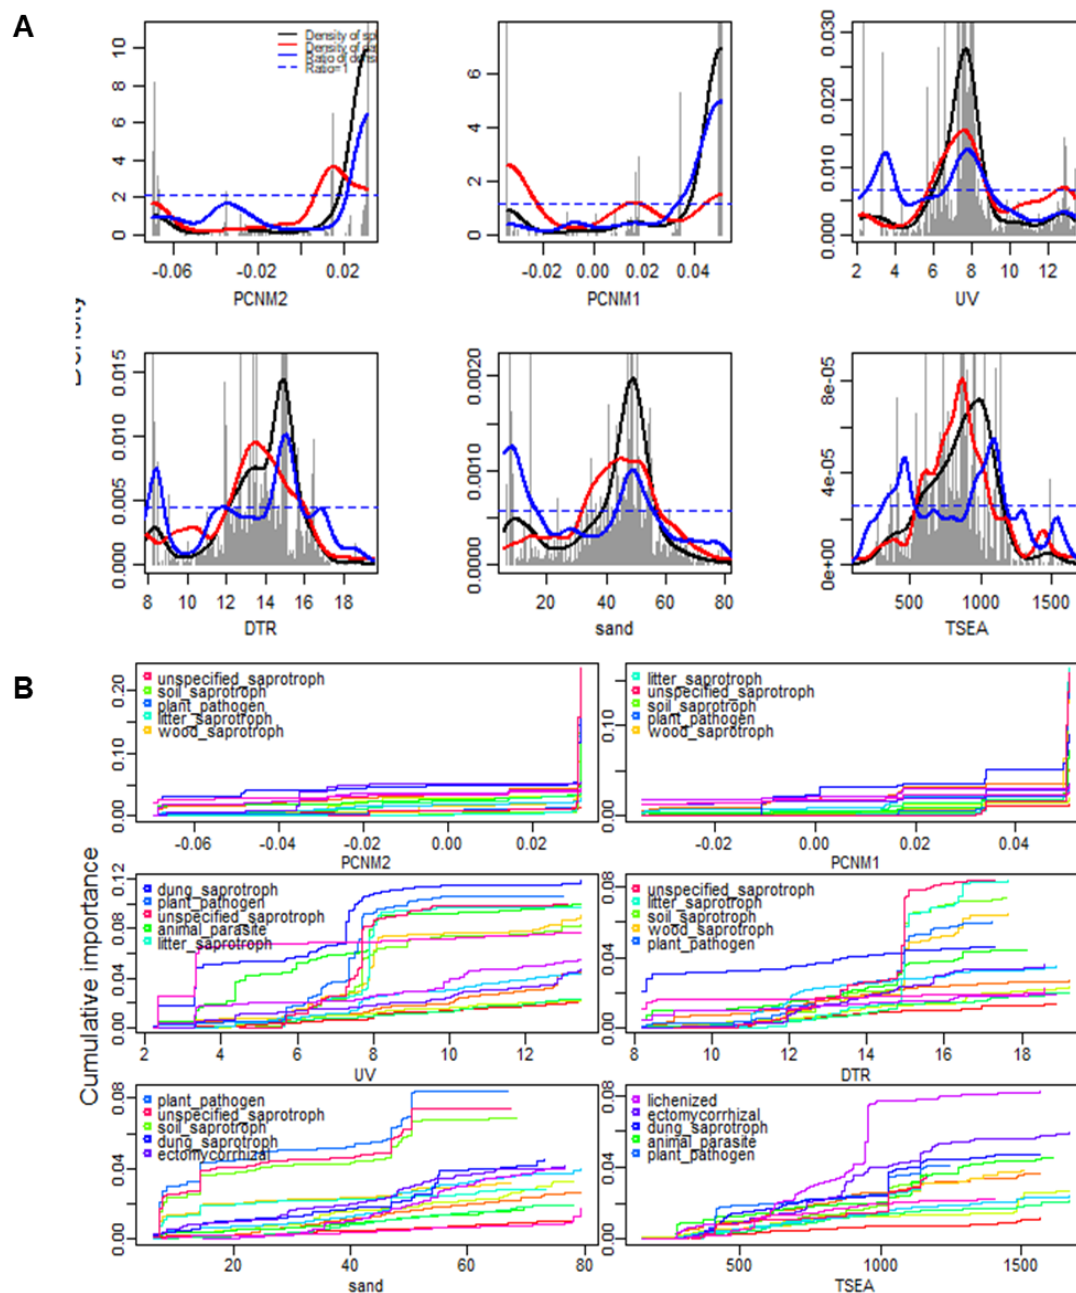 A
Density of spl
Density of da
Ratio of dens
Ratio=1
0 2 4 6 8 10
-0.06 -0.02 0.02
PCNM2
0 2 4 6
-0.02 0.00 0.02 0.04
PCNM1
0.000 0.010 0.020 0.030
2 4 6 8 10 12
UV
Density
0.000 0.005 0.010 0.015
8 10 12 14 16 18
DTR
0.0000 0.0020
20 40 60 80
sand
0e+00 4e-05 8e-05
500 1000 1500
TSEA
B
Cumulative importance
unspecified_saprotroph
soil_saprotroph
plant_pathogen
litter_saprotroph
wood_saprotroph
0.00 0.10 0.20
-0.06 -0.04 -0.02 0.00 0.02
PCNM2
litter_saprotroph
unspecified_saprotroph
soil_saprotroph
plant_pathogen
wood_saprotroph
0.00 0.10
-0.02 0.00 0.02 0.04
PCNM1
dung_saprotroph
plant_pathogen
unspecified_saprotroph
animal_parasite
litter_saprotroph
0.00 0.04 0.08 0.12
2 4 6 8 10 12
UV
unspecified_saprotroph
litter_saprotroph
soil_saprotroph
wood_saprotroph
plant_pathogen
0.00 0.04 0.08
8 10 12 14 16 18
DTR
plant_pathogen
unspecified_saprotroph
soil_saprotroph
dung_saprotroph
ectomycorrhizal
0.00 0.04 0.08
20 40 60 80
sand
lichenized
ectomycorrhizal
dung_saprotroph
animal_parasite
plant_pathogen
0.00 0.04 0.08
500 1000 1500
TSEA